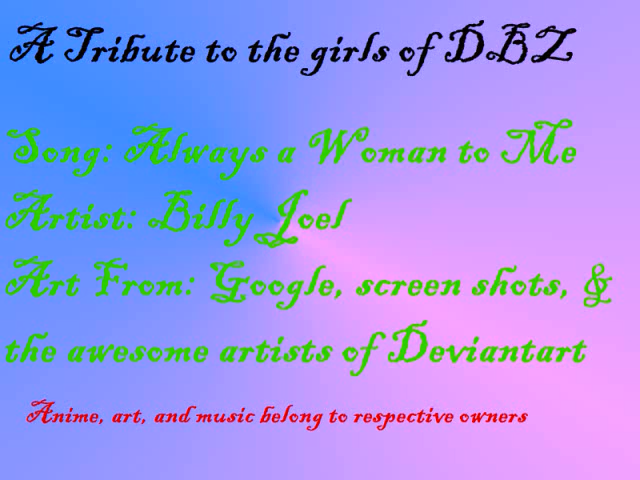 A Tribute to the girls of DBZ
Song: Always a Woman to Me
Artist: Billy Joel
Art From: Google, screen shots, &
the awesome artists of Deviantart
Anime, art, and music belong to respective owners